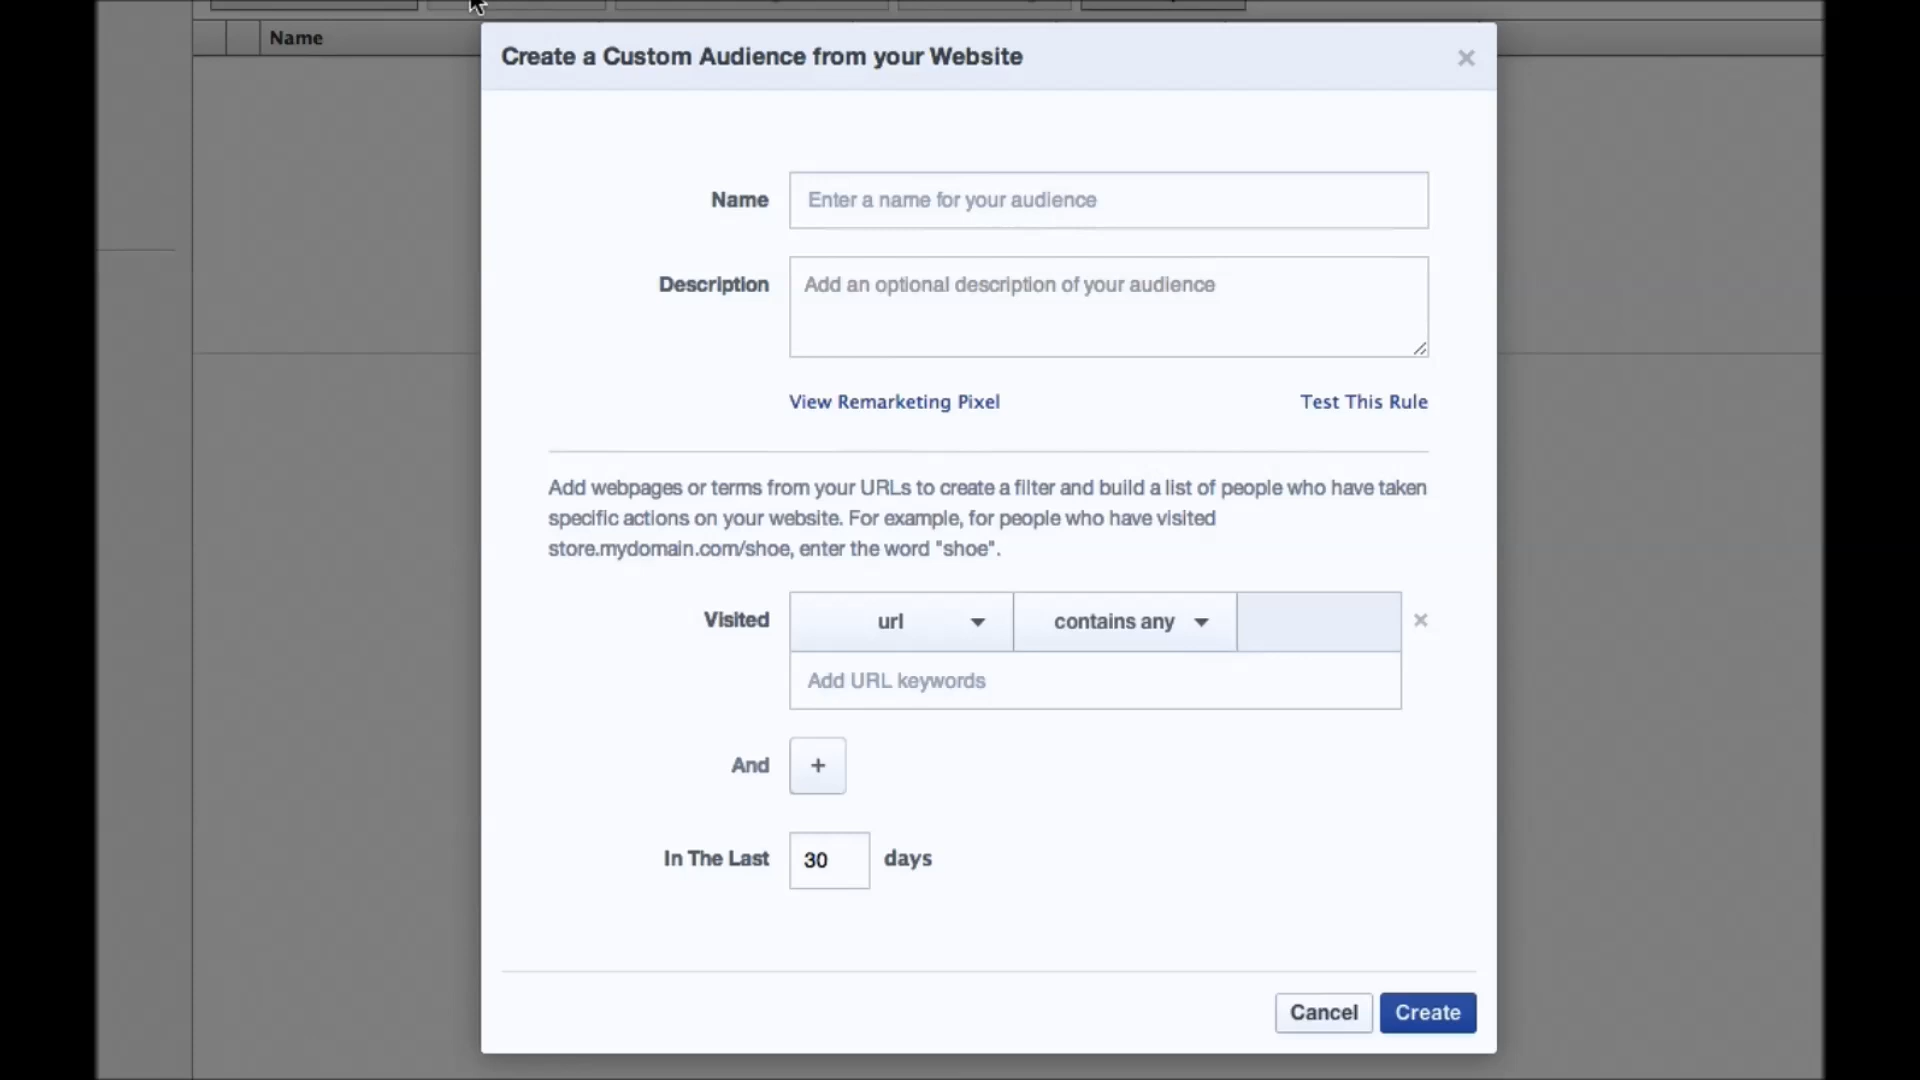 Name
Create a Custom Audience from your Website
Name
Enter a name for your audience
Description
Add an optional description of your audience
View Remarketing Pixel
Test This Rule
Add webpages or terms from your URLs to create a filter and build a list of people who have taken
specific actions on your website. For example, for people who have visited
store.mydomain.com/shoe, enter the word "shoe".
Visited
url
contains any
Add URL keywords
And
+
In The Last
30
days
Cancel
Create